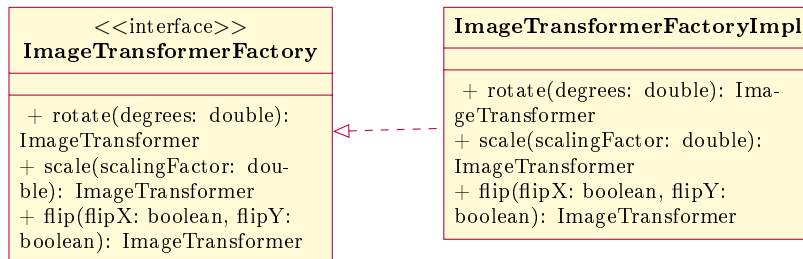 <<interface>>
ImageTransformerFactory
+ rotate(degrees: double):
ImageTransformer
+ scale(scalingFactor: dou-
ble): ImageTransformer
+ flip(flipX: boolean, flipY:
boolean): ImageTransformer
ImageTransformerFactoryImpl
+ rotate(degrees: double): Ima-
geTransformer
+ scale(scalingFactor: double):
ImageTransformer
+ flip(flipX: boolean, flipY:
boolean): ImageTransformer